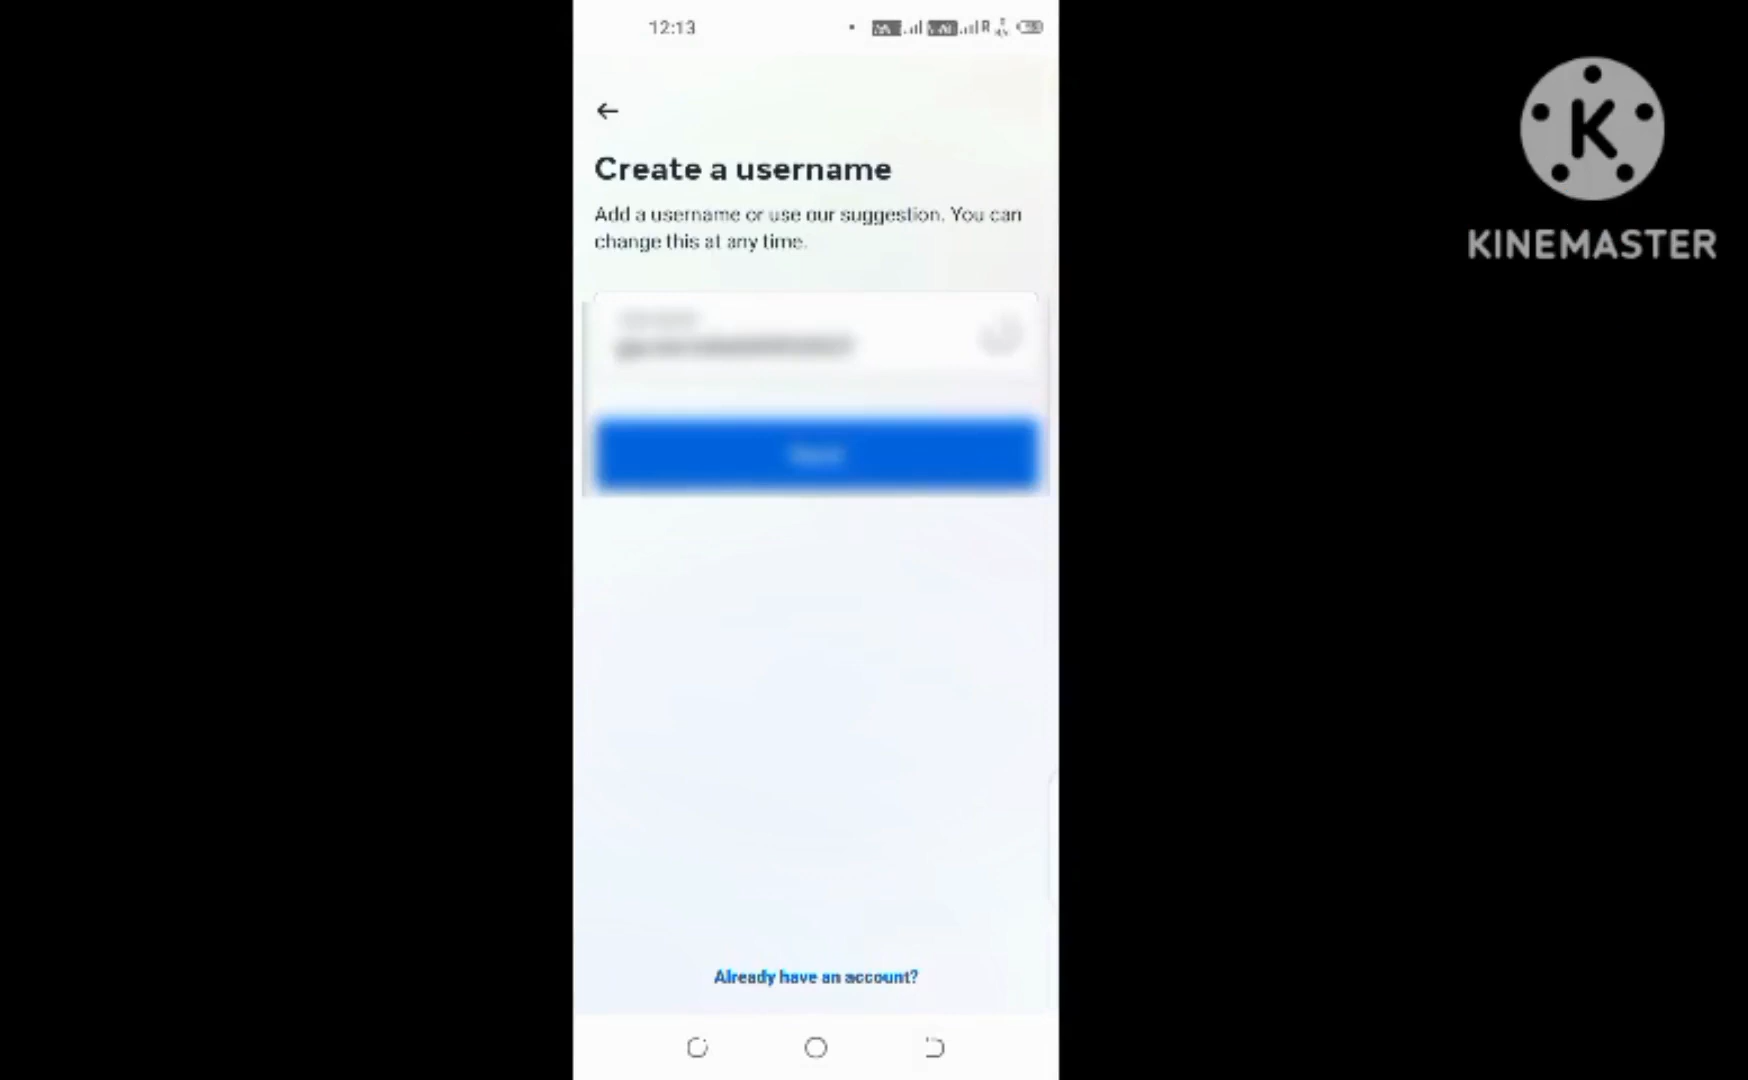 12:13
K
KINEMASTER
Create a username
Add a username or use our suggestion. You can
change this at any time.
Already have an account?